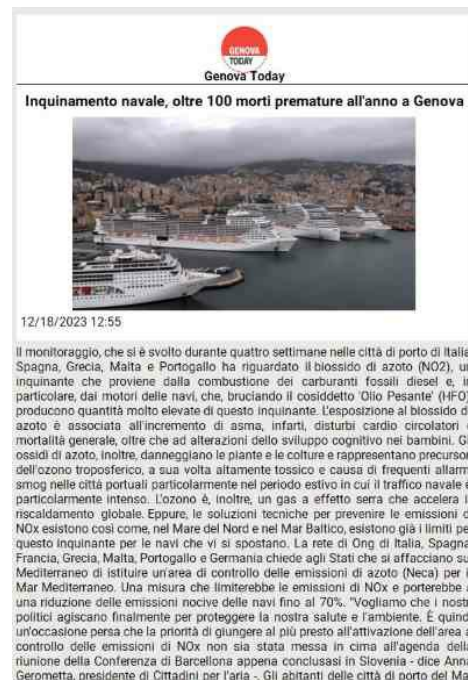 GENOVA
TODAY
Genova Today
Inquinamento navale, oltre 100 morti premature all'anno a Genova
12/18/2023 12:55
Il monitoraggio, che si è svolto durante quattro settimane nelle città di porto di Italia
Spagna, Grecia, Malta e Portogallo ha riguardato il biossido di azoto (NO2), un
inquinante che proviene dalla combustione dei carburanti fossili diesel e, in
particolare, dai motori delle navi, che, bruciando il cosiddetto 'Olio Pesante' (HFO)
producono quantità molto elevate di questo inquinante. L'esposizione al biossido di
azoto è associata all'incremento di asma, infarti, disturbi cardio circolatori e
mortalità generale, oltre che ad alterazioni dello sviluppo cognitivo nei bambini. Gl
ossidi di azoto, inoltre, danneggiano le piante e le colture e rappresentano precursor
dell'ozono troposferico, a sua volta altamente tossico e causa di frequenti allarm
smog nelle città portuali particolarmente nel periodo estivo in cui il traffico navale è
particolarmente intenso. L'ozono è, inoltre, un gas a effetto serra che accelera i
riscaldamento globale. Eppure, le soluzioni tecniche per prevenire le emissioni d
NOx esistono così come, nel Mare del Nord e nel Mar Baltico, esistono già i limiti pe
questo inquinante per le navi che vi si spostano. La rete di Ong di Italia, Spagna
Francia, Grecia, Malta, Portogallo e Germania chiede agli Stati che si affacciano su
Mediterraneo di istituire un'area di controllo delle emissioni di azoto (Neca) per i
Mar Mediterraneo. Una misura che limiterebbe le emissioni di NOx e porterebbe a
una riduzione delle emissioni nocive delle navi fino al 70%. "Vogliamo che i nostr
politici agiscano finalmente per proteggere la nostra salute e l'ambiente. È quind
un'occasione persa che la priorità di giungere al più presto all'attivazione dell'area d
controllo delle emissioni di NOx non sia stata messa in cima all'agenda della
riunione della Conferenza di Barcellona appena conclusasi in Slovenia - dice Anna
Gerometta, presidente di Cittadini per l'aria -. Gli abitanti delle città di porto del Ma